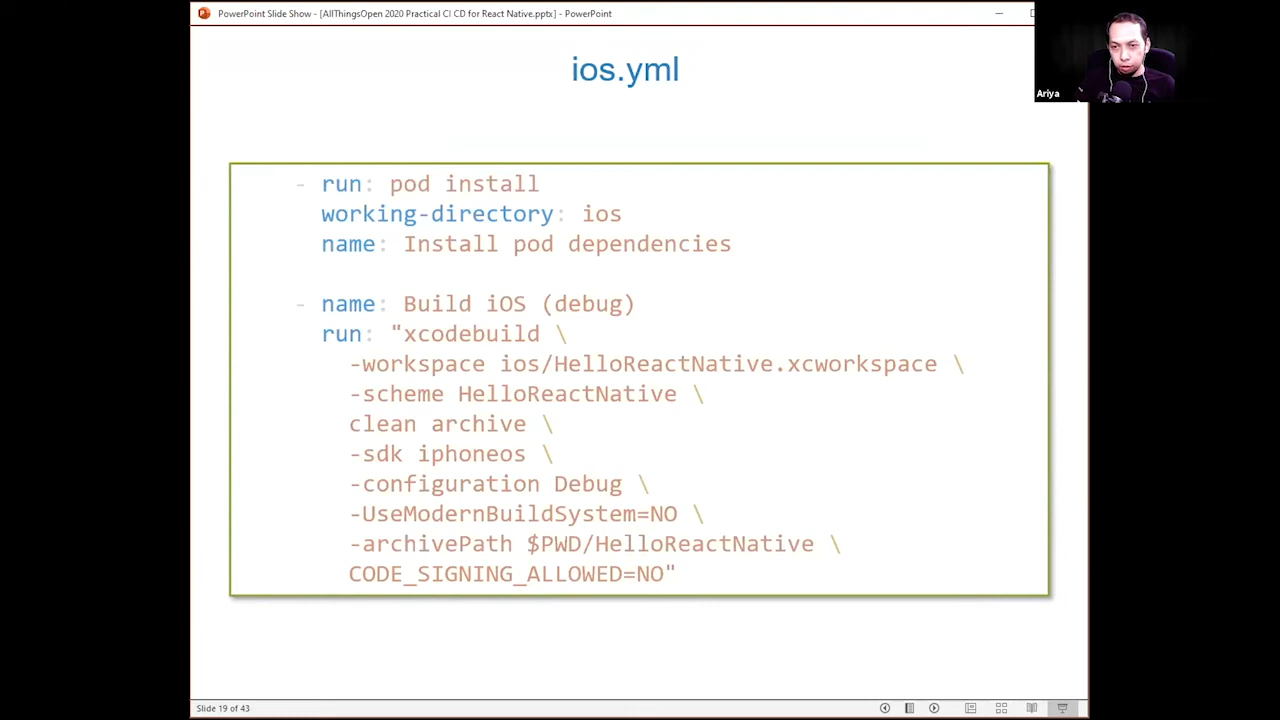 PowerPoint Slide Show - [AllThingsOpen 2020 Practical CI CD for React Native.pptx] - PowerPoint
Ariya
ios.yml
- run: pod install
working-directory: ios
name: Install pod dependencies
- name: Build iOS (debug)
run: "xcodebuild \
-workspace ios/HelloReactNative.xcworkspace \
-scheme HelloReactNative \
clean archive \
-sdk iphoneos \
-configuration Debug \
-UseModernBuildSystem=NO \
-archivePath $PWD/HelloReactNative \
CODE_SIGNING_ALLOWED=NO"
Slide 19 of 43